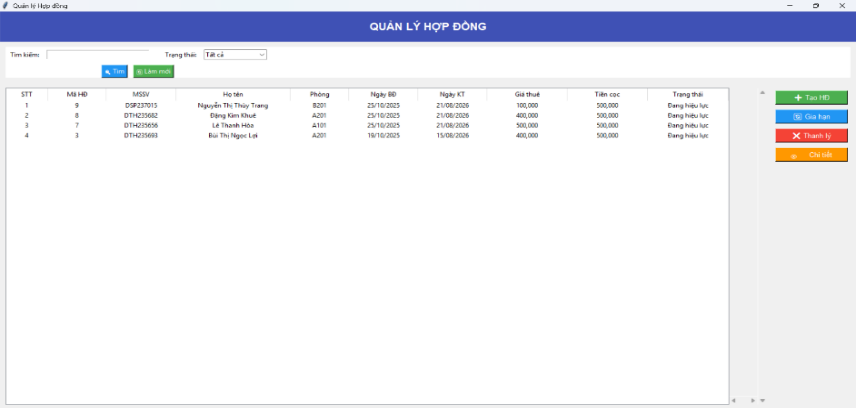 Quản lý Hợp đồng
QUẢN LÝ HỢP ĐỒNG
Tìm kiếm: Trạng thái: Tất cả
Tìm Làm mới
STT Mã HĐ MSSV Họ tên Phòng Ngày BĐ Ngày KT Giá thuê Tiền cọc Trạng thái
1 9 DSP237015 Nguyễn Thị Thùy Trang B201 25/10/2025 21/08/2026 100,000 500,000 Đang hiệu lực
2 8 DTH235682 Đặng Kim Khuê A201 25/10/2025 21/08/2026 400,000 500,000 Đang hiệu lực
3 7 DTH235656 Lê Thanh Hòa A101 25/10/2025 21/08/2026 400,000 500,000 Đang hiệu lực
4 3 DTH235693 Bùi Thị Ngọc Lợi A201 19/10/2025 15/08/2026 400,000 500,000 Đang hiệu lực
Tạo HĐ
Gia hạn
Thanh lý
Chi tiết